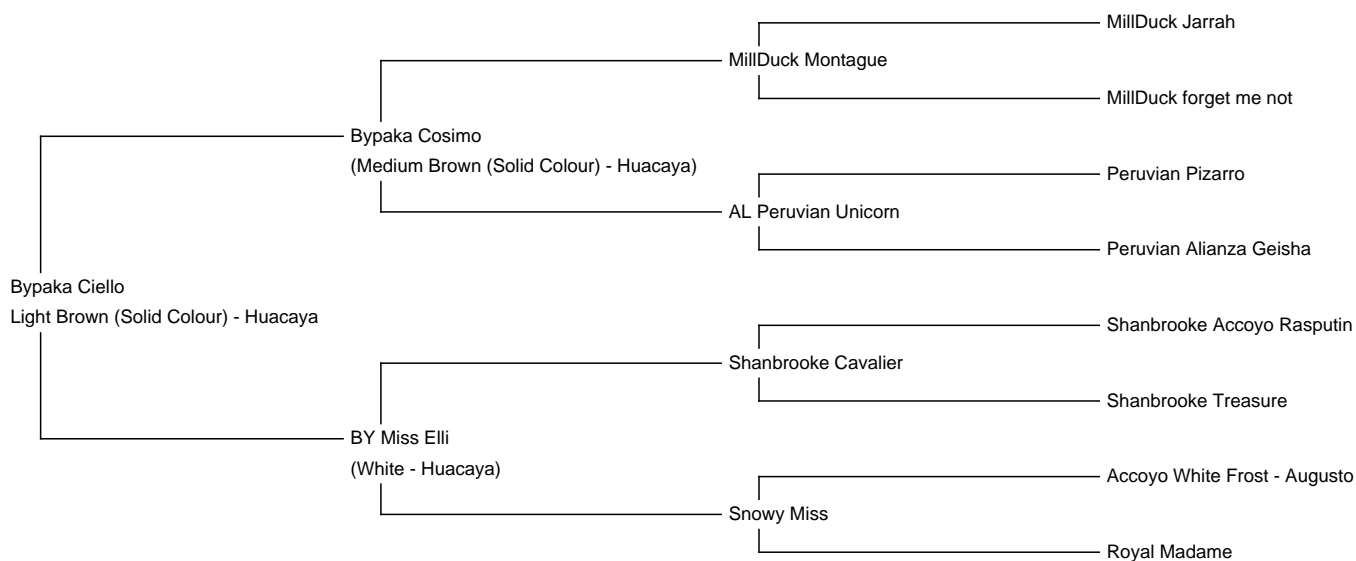 MillDuck Jarrah
MillDuck Montague
MillDuck forget me not
Bypaka Cosimo
(Medium Brown (Solid Colour) - Huacaya)
Peruvian Pizarro
AL Peruvian Unicorn
Peruvian Alianza Geisha
Bypaka Ciello
Light Brown (Solid Colour) - Huacaya
Shanbrooke Accoyo Rasputin
Shanbrooke Cavalier
Shanbrooke Treasure
BY Miss Elli
(White - Huacaya)
Accoyo White Frost - Augusto
Snowy Miss
Royal Madame